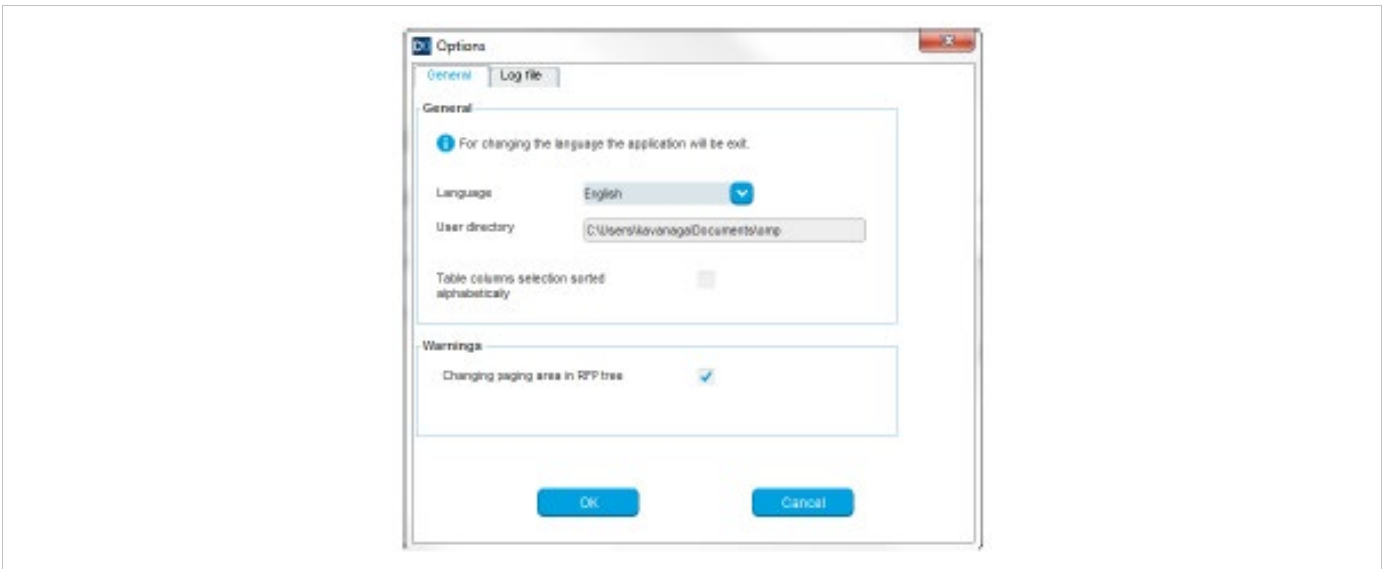 Options
General
Log file
General
For changing the language the application will be exit.
Language
English
User directory
C:\Users\kavanaga\Documents\omp
Table columns selection sorted
alphabetically
Warnings
Changing paging area in RFP tree
OK
Cancel